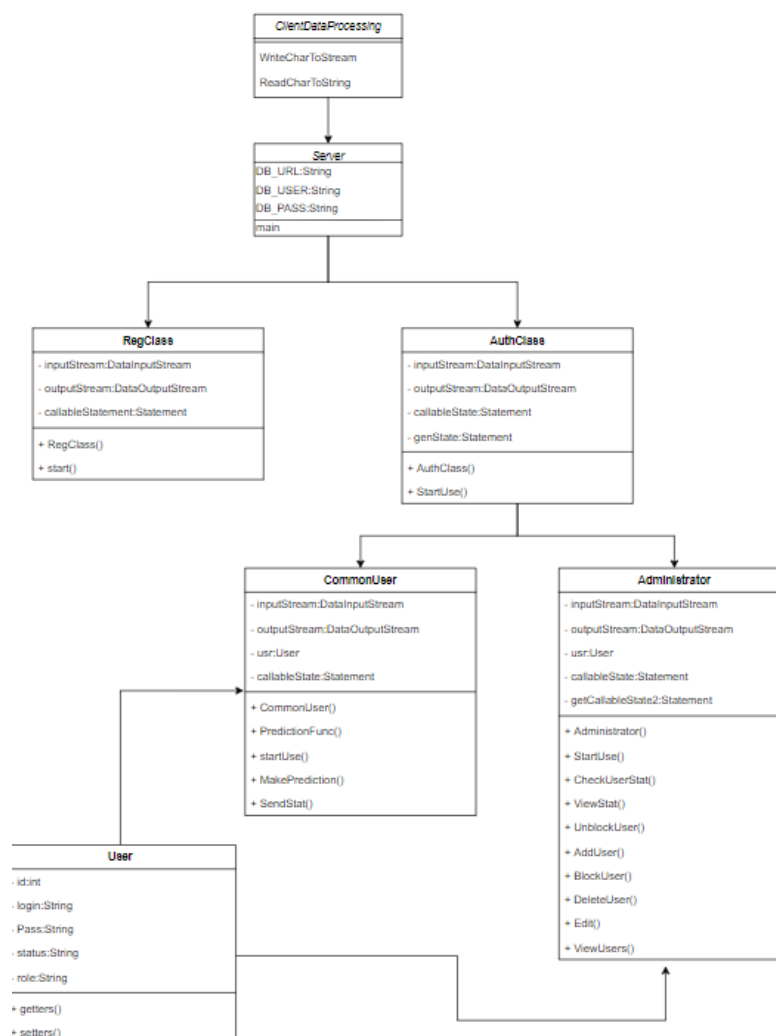 ClientDataProcessing
WriteCharToStream
ReadCharToString
Server
DB_URL:String
DB_USER:String
DB_PASS:String
main
RegClass
- inputStream:DataInputStream
- outputStream:DataOutputStream
- callableStatement:Statement
+ RegClass()
+ start()
AuthClass
- inputStream:DataInputStream
- outputStream:DataOutputStream
- callableState:Statement
- genState:Statement
+ AuthClass()
+ StartUse()
CommonUser
- inputStream:DataInputStream
- outputStream:DataOutputStream
- usr:User
- callableState:Statement
+ CommonUser()
+ PredictionFunc()
+ startUse()
+ MakePrediction()
+ SendStat()
Administrator
- inputStream:DataInputStream
- outputStream:DataOutputStream
- usr:User
- callableState:Statement
- getCallableState2:Statement
+ Administrator()
+ StartUse()
+ CheckUserStat()
+ ViewStat()
+ UnblockUser()
+ AddUser()
+ BlockUser()
+ DeleteUser()
+ Edit()
+ ViewUsers()
User
- id:int
- login:String
- Pass:String
- status:String
- role:String
+ getters()
+ setters()